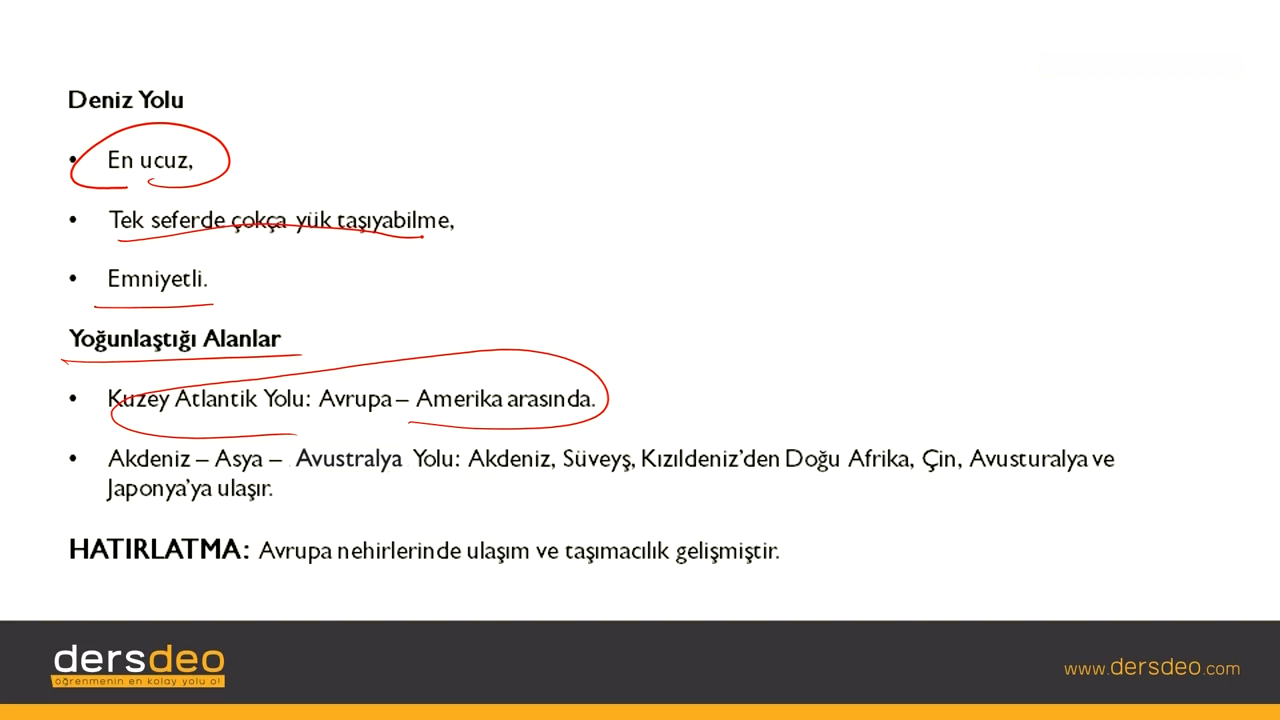 Deniz Yolu
• En ucuz,
• Tek seferde çokça yük taşıyabilme,
• Emniyetli.
Yoğunlaştığı Alanlar
• Kuzey Atlantik Yolu: Avrupa – Amerika arasında.
• Akdeniz – Asya – Avustralya Yolu: Akdeniz, Süveyş, Kızıldeniz’den Doğu Afrika, Çin, Avusturalya ve
Japonya’ya ulaşır.
HATIRLATMA: Avrupa nehirlerinde ulaşım ve taşımacılık gelişmiştir.
dersdeo
öğrenmenin en kolay yolu o!
www.dersdeo.com